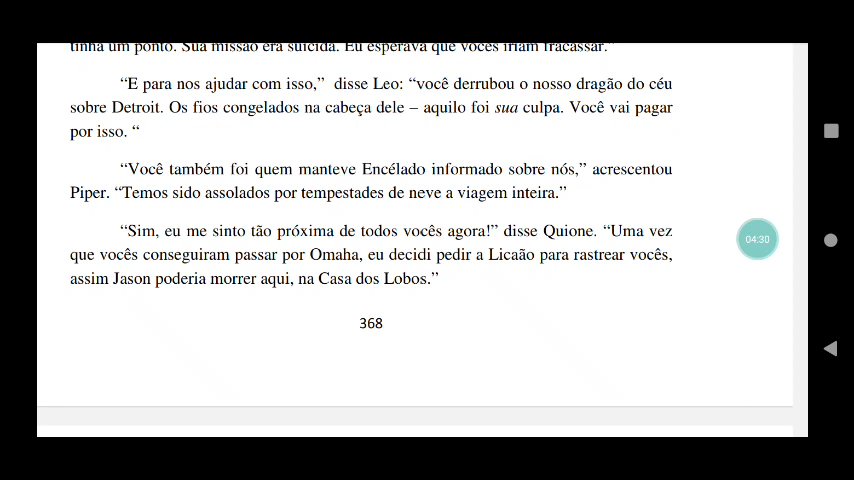 tinha um ponto. Sua missão era suicida. Eu esperava que vocês iriam fracassar.”
“E para nos ajudar com isso,” disse Leo: “você derrubou o nosso dragão do céu
sobre Detroit. Os fios congelados na cabeça dele – aquilo foi sua culpa. Você vai pagar
por isso. “
“Você também foi quem manteve Encélado informado sobre nós,” acrescentou
Piper. “Temos sido assolados por tempestades de neve a viagem inteira.”
“Sim, eu me sinto tão próxima de todos vocês agora!” disse Quione. “Uma vez
que vocês conseguiram passar por Omaha, eu decidi pedir a Licaão para rastrear vocês,
assim Jason poderia morrer aqui, na Casa dos Lobos.”
04:30
368